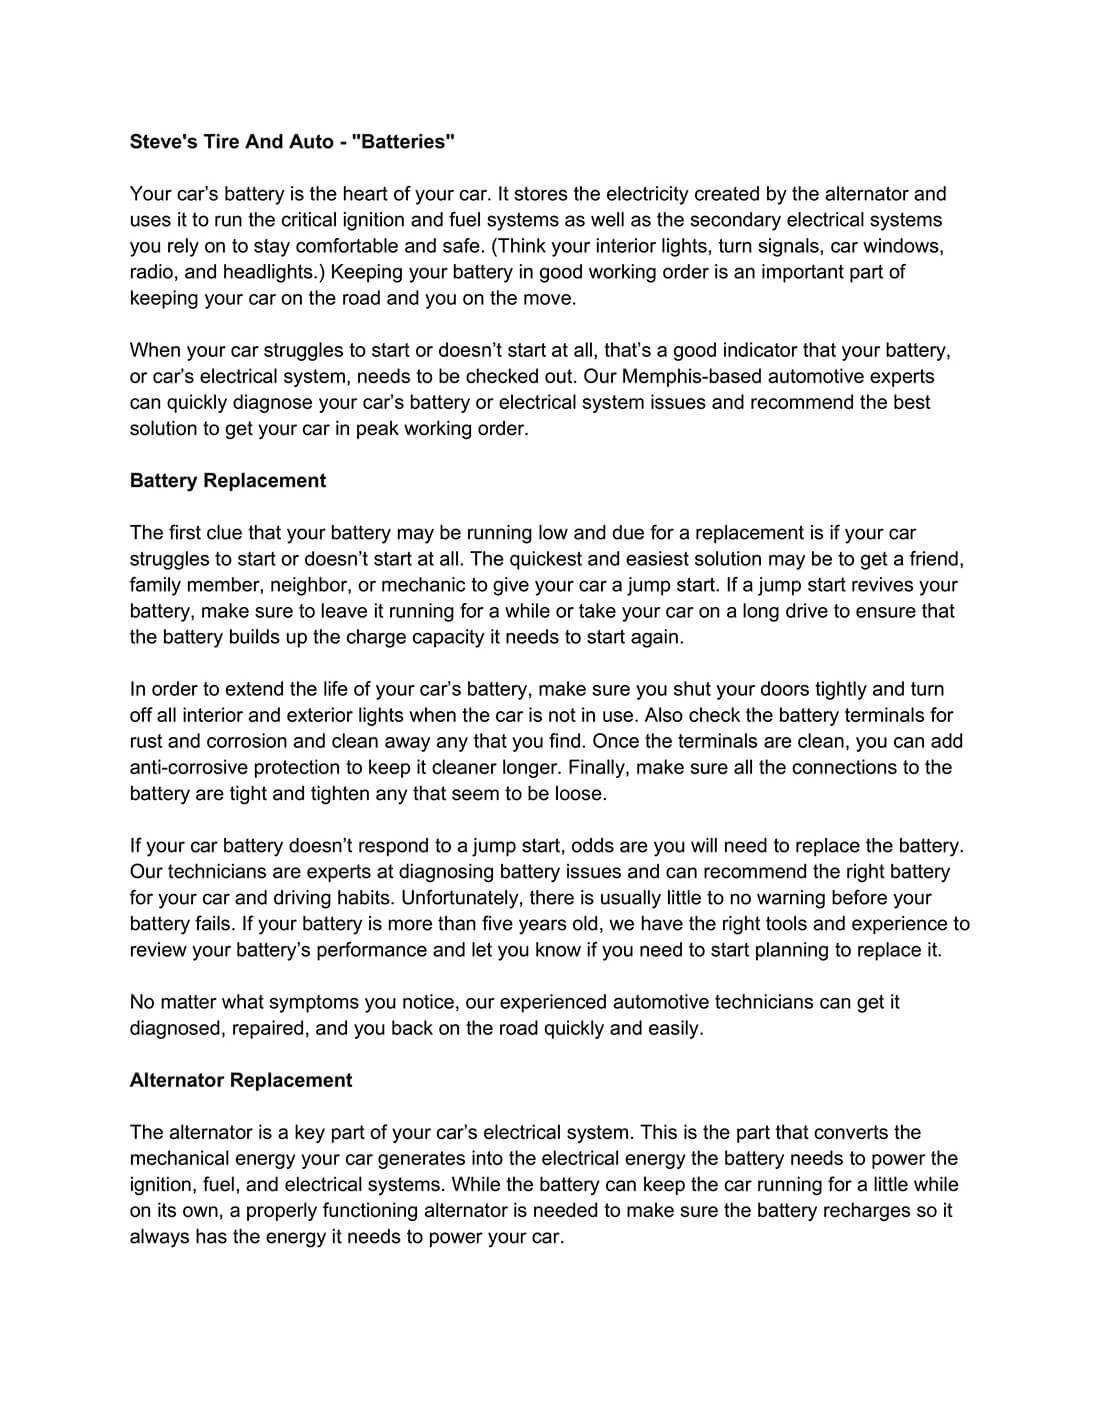 Steve's Tire And Auto - "Batteries"
Your car’s battery is the heart of your car. It stores the electricity created by the alternator and
uses it to run the critical ignition and fuel systems as well as the secondary electrical systems
you rely on to stay comfortable and safe. (Think your interior lights, turn signals, car windows,
radio, and headlights.) Keeping your battery in good working order is an important part of
keeping your car on the road and you on the move.
When your car struggles to start or doesn’t start at all, that’s a good indicator that your battery,
or car’s electrical system, needs to be checked out. Our Memphis-based automotive experts
can quickly diagnose your car’s battery or electrical system issues and recommend the best
solution to get your car in peak working order.
Battery Replacement
The first clue that your battery may be running low and due for a replacement is if your car
struggles to start or doesn’t start at all. The quickest and easiest solution may be to get a friend,
family member, neighbor, or mechanic to give your car a jump start. If a jump start revives your
battery, make sure to leave it running for a while or take your car on a long drive to ensure that
the battery builds up the charge capacity it needs to start again.
In order to extend the life of your car’s battery, make sure you shut your doors tightly and turn
off all interior and exterior lights when the car is not in use. Also check the battery terminals for
rust and corrosion and clean away any that you find. Once the terminals are clean, you can add
anti-corrosive protection to keep it cleaner longer. Finally, make sure all the connections to the
battery are tight and tighten any that seem to be loose.
If your car battery doesn’t respond to a jump start, odds are you will need to replace the battery.
Our technicians are experts at diagnosing battery issues and can recommend the right battery
for your car and driving habits. Unfortunately, there is usually little to no warning before your
battery fails. If your battery is more than five years old, we have the right tools and experience to
review your battery’s performance and let you know if you need to start planning to replace it.
No matter what symptoms you notice, our experienced automotive technicians can get it
diagnosed, repaired, and you back on the road quickly and easily.
Alternator Replacement
The alternator is a key part of your car’s electrical system. This is the part that converts the
mechanical energy your car generates into the electrical energy the battery needs to power the
ignition, fuel, and electrical systems. While the battery can keep the car running for a little while
on its own, a properly functioning alternator is needed to make sure the battery recharges so it
always has the energy it needs to power your car.